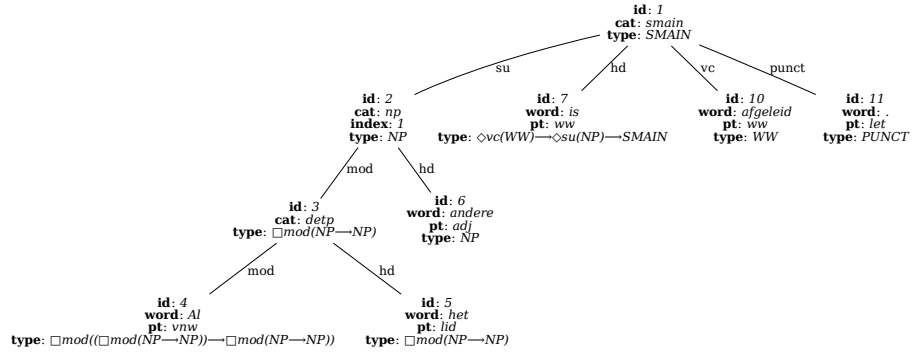 id: 1
cat: smain
type: SMAIN
su
hd
vc
punct
id: 2
cat: np
index: 1
type: NP
id: 7
word: is
pt: ww
type: ◇vc(WW)⟶◇su(NP)⟶SMAIN
id: 10
word: afgeleid
pt: ww
type: WW
id: 11
word: .
pt: let
type: PUNCT
mod
hd
id: 3
cat: detp
type: □mod(NP⟶NP)
id: 6
word: andere
pt: adj
type: NP
mod
hd
id: 4
word: Al
pt: vnw
type: □mod((□mod(NP⟶NP))⟶□mod(NP⟶NP))
id: 5
word: het
pt: lid
type: □mod(NP⟶NP)